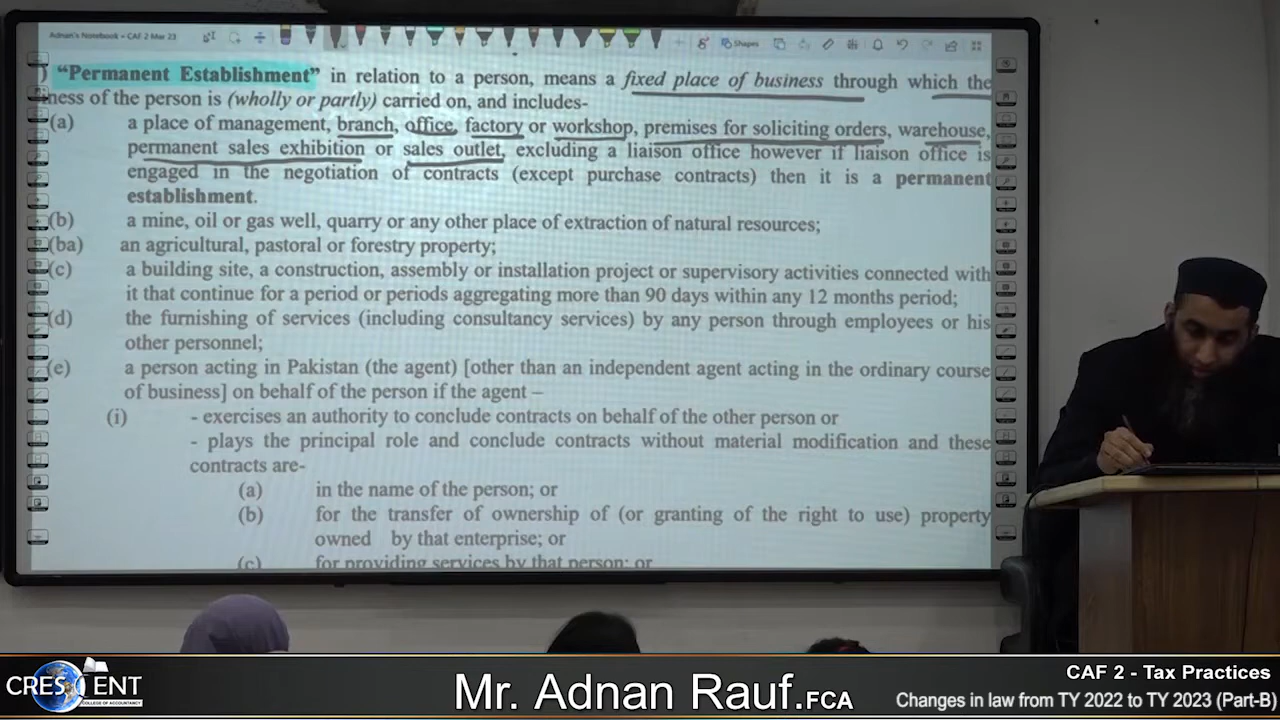 Adnan's Notebook - CAF 2 Mar 23
Shapes
) "Permanent Establishment" in relation to a person, means a fixed place of business through which the
ness of the person is (wholly or partly) carried on, and includes-
(a) a place of management, branch, office, factory or workshop, premises for soliciting orders, warehouse,
permanent sales exhibition or sales outlet, excluding a liaison office however if liaison office is
engaged in the negotiation of contracts (except purchase contracts) then it is a permanent
establishment.
(b) a mine, oil or gas well, quarry or any other place of extraction of natural resources;
(ba) an agricultural, pastoral or forestry property;
(c) a building site, a construction, assembly or installation project or supervisory activities connected with
it that continue for a period or periods aggregating more than 90 days within any 12 months period;
(d) the furnishing of services (including consultancy services) by any person through employees or his
other personnel;
(e) a person acting in Pakistan (the agent) [other than an independent agent acting in the ordinary course
of business] on behalf of the person if the agent –
(i) - exercises an authority to conclude contracts on behalf of the other person or
- plays the principal role and conclude contracts without material modification and these
contracts are-
(a) in the name of the person; or
(b) for the transfer of ownership of (or granting of the right to use) property
owned by that enterprise; or
(c) for providing services by that person; or
CRESCENT
COLLEGE OF ACCOUNTANCY
Mr. Adnan Rauf.FCA
CAF 2 - Tax Practices
Changes in law from TY 2022 to TY 2023 (Part-B)